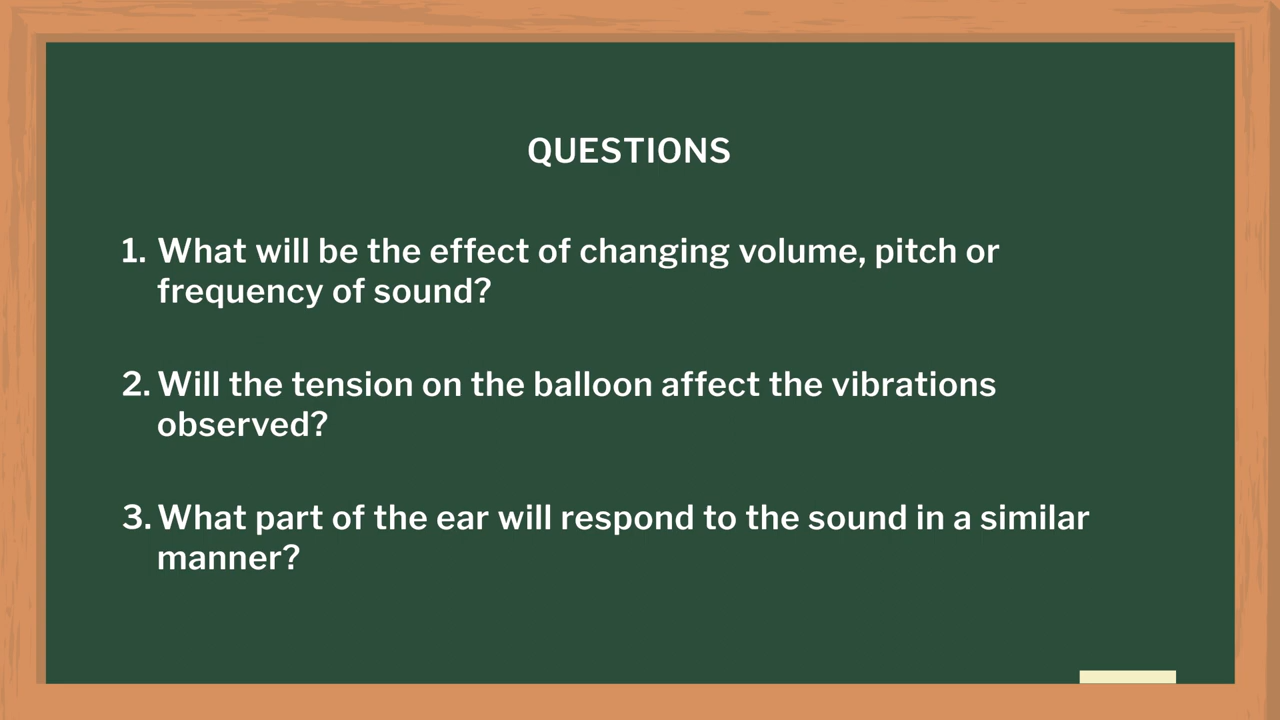 QUESTIONS
1. What will be the effect of changing volume, pitch or
frequency of sound?
2. Will the tension on the balloon affect the vibrations
observed?
3. What part of the ear will respond to the sound in a similar
manner?